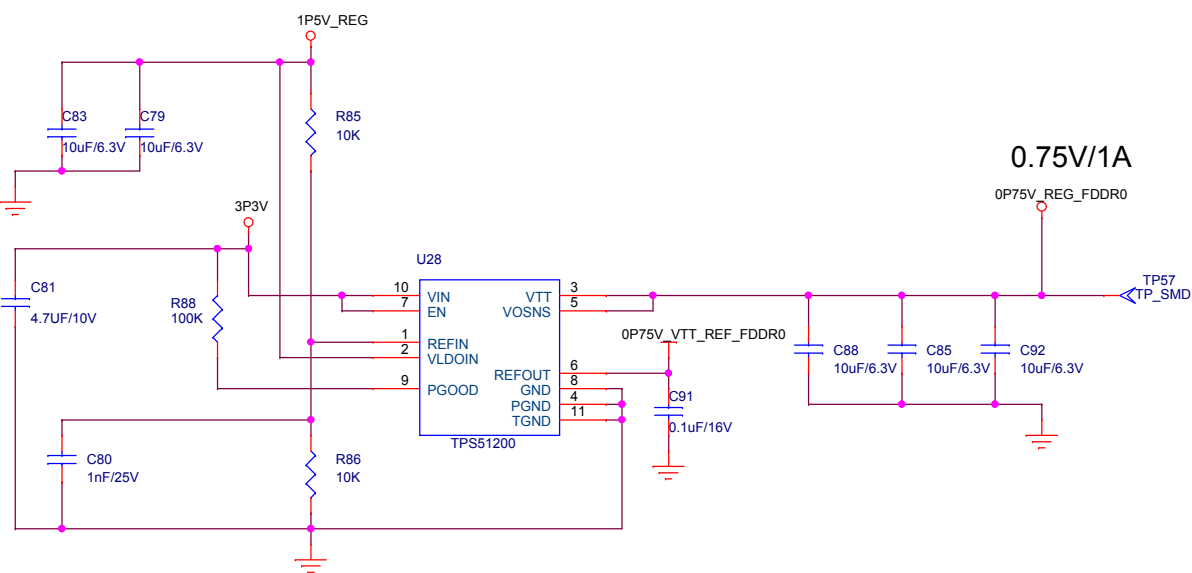 1P5V_REG
C83
10uF/6.3V
C79
10uF/6.3V
R85
10K
0.75V/1A
0P75V_REG_FDDR0
3P3V
C81
4.7UF/10V
R88
100K
U28
10
VIN
7
EN
1
REFIN
2
VLDOIN
9
PGOOD
3
VTT
5
VOSNS
6
REFOUT
8
GND
4
PGND
11
TGND
TPS51200
TP57
TP_SMD
0P75V_VTT_REF_FDDR0
C88
10uF/6.3V
C85
10uF/6.3V
C92
10uF/6.3V
C91
0.1uF/16V
C80
1nF/25V
R86
10K